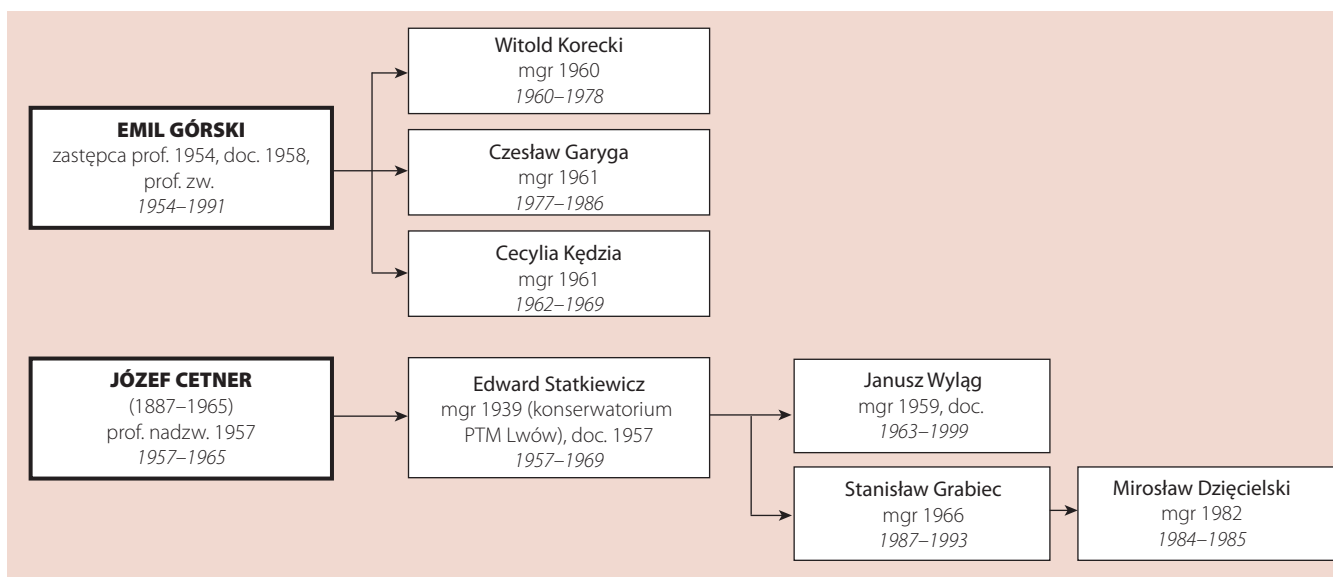 EMIL GÓRSKI
zastępca prof. 1954, doc. 1958,
prof. zw.
1954–1991
Witold Korecki
mgr 1960
1960–1978
Czesław Garyga
mgr 1961
1977–1986
Cecylia Kędzia
mgr 1961
1962–1969
JÓZEF CETNER
(1887–1965)
prof. nadzw. 1957
1957–1965
Edward Statkiewicz
mgr 1939 (konserwatorium
PTM Lwów), doc. 1957
1957–1969
Janusz Wyląg
mgr 1959, doc.
1963–1999
Stanisław Grabiec
mgr 1966
1987–1993
Mirosław Dzięcielski
mgr 1982
1984–1985